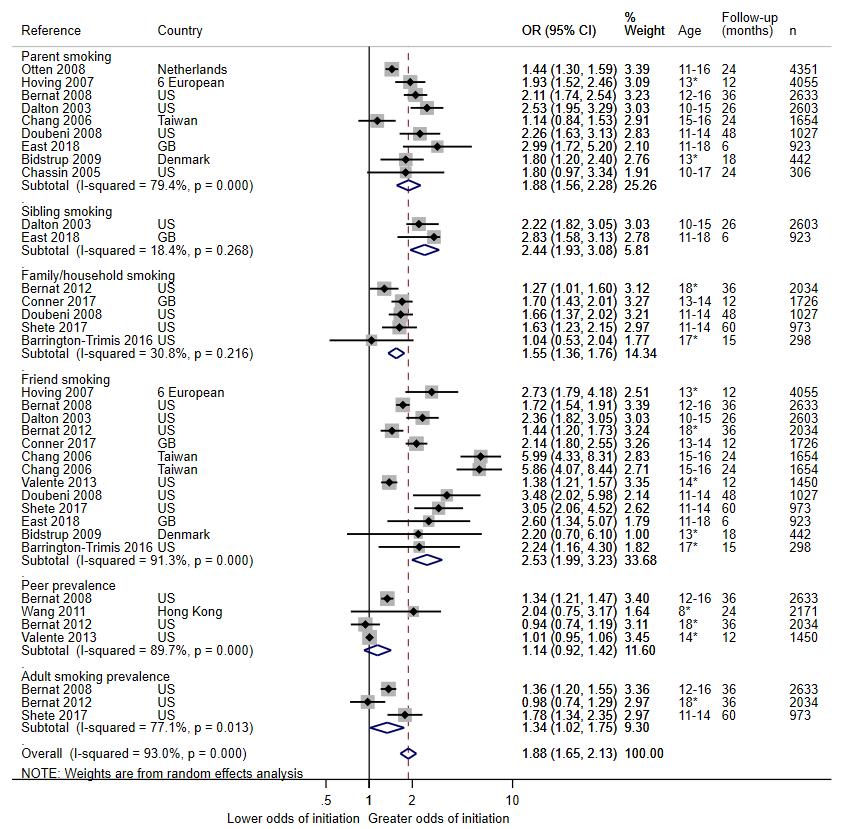 Reference Country OR (95% CI) % Weight Age Follow-up (months) n
Parent smoking
Otten 2008 Netherlands 1.44 (1.30, 1.59) 3.39 11-16 24 4351
Hoving 2007 6 European 1.93 (1.52, 2.46) 3.09 13* 12 4055
Bernat 2008 US 2.11 (1.74, 2.54) 3.23 12-16 36 2633
Dalton 2003 US 2.53 (1.95, 3.29) 3.03 10-15 26 2603
Chang 2006 Taiwan 1.14 (0.84, 1.53) 2.91 15-16 24 1654
Doubeni 2008 US 2.26 (1.63, 3.13) 2.83 11-14 48 1027
East 2018 GB 2.99 (1.72, 5.20) 2.10 11-18 6 923
Bidstrup 2009 Denmark 1.80 (1.20, 2.40) 2.76 13* 18 442
Chassin 2005 US 1.80 (0.97, 3.34) 1.91 10-17 24 306
Subtotal (I-squared = 79.4%, p = 0.000) 1.88 (1.56, 2.28) 25.26
.
Sibling smoking
Dalton 2003 US 2.22 (1.82, 3.05) 3.03 10-15 26 2603
East 2018 GB 2.83 (1.58, 3.13) 2.78 11-18 6 923
Subtotal (I-squared = 18.4%, p = 0.268) 2.44 (1.93, 3.08) 5.81
.
Family/household smoking
Bernat 2012 US 1.27 (1.01, 1.60) 3.12 18* 36 2034
Conner 2017 GB 1.70 (1.43, 2.01) 3.27 13-14 12 1726
Doubeni 2008 US 1.66 (1.37, 2.02) 3.21 11-14 48 1027
Shete 2017 US 1.63 (1.23, 2.15) 2.97 11-14 60 973
Barrington-Trimis 2016 US 1.04 (0.53, 2.04) 1.77 17* 15 298
Subtotal (I-squared = 30.8%, p = 0.216) 1.55 (1.36, 1.76) 14.34
.
Friend smoking
Hoving 2007 6 European 2.73 (1.79, 4.18) 2.51 13* 12 4055
Bernat 2008 US 1.72 (1.54, 1.91) 3.39 12-16 36 2633
Dalton 2003 US 2.36 (1.82, 3.05) 3.03 10-15 26 2603
Bernat 2012 US 1.44 (1.20, 1.73) 3.24 18* 36 2034
Conner 2017 GB 2.14 (1.80, 2.55) 3.26 13-14 12 1726
Chang 2006 Taiwan 5.99 (4.33, 8.31) 2.83 15-16 24 1654
Chang 2006 Taiwan 5.86 (4.07, 8.44) 2.71 15-16 24 1654
Valente 2013 US 1.38 (1.21, 1.57) 3.35 14* 12 1450
Doubeni 2008 US 3.48 (2.02, 5.98) 2.14 11-14 48 1027
Shete 2017 US 3.05 (2.06, 4.52) 2.62 11-14 60 973
East 2018 GB 2.60 (1.34, 5.07) 1.79 11-18 6 923
Bidstrup 2009 Denmark 2.20 (0.70, 6.10) 1.00 13* 18 442
Barrington-Trimis 2016 US 2.24 (1.16, 4.30) 1.82 17* 15 298
Subtotal (I-squared = 91.3%, p = 0.000) 2.53 (1.99, 3.23) 33.68
.
Peer prevalence
Bernat 2008 US 1.34 (1.21, 1.47) 3.40 12-16 36 2633
Wang 2011 Hong Kong 2.04 (0.75, 3.17) 1.64 8* 24 2171
Bernat 2012 US 0.94 (0.74, 1.19) 3.11 18* 36 2034
Valente 2013 US 1.01 (0.95, 1.06) 3.45 14* 12 1450
Subtotal (I-squared = 89.7%, p = 0.000) 1.14 (0.92, 1.42) 11.60
.
Adult smoking prevalence
Bernat 2008 US 1.36 (1.20, 1.55) 3.36 12-16 36 2633
Bernat 2012 US 0.98 (0.74, 1.29) 2.97 18* 36 2034
Shete 2017 US 1.78 (1.34, 2.35) 2.97 11-14 60 973
Subtotal (I-squared = 77.1%, p = 0.013) 1.34 (1.02, 1.75) 9.30
.
Overall (I-squared = 93.0%, p = 0.000) 1.88 (1.65, 2.13) 100.00
NOTE: Weights are from random effects analysis
.5 1 2 10
Lower odds of initiation Greater odds of initiation